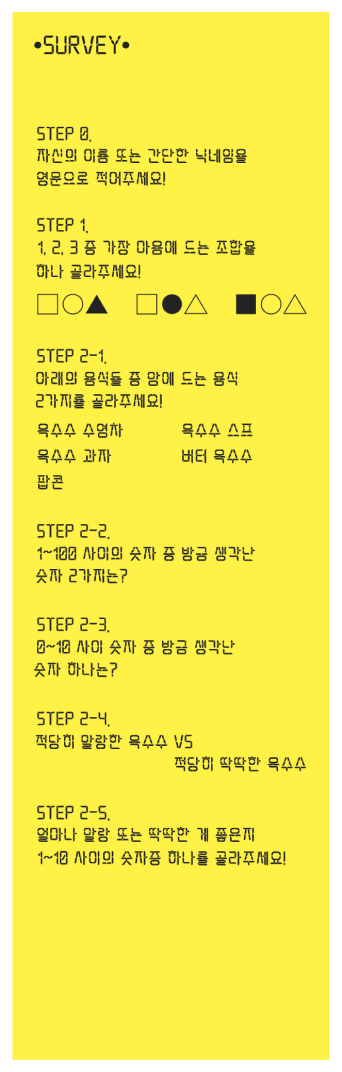 •SURVEY•
STEP 0.
자신의 이름 또는 간단한 닉네임을
영문으로 적어주세요!
STEP 1.
1, 2, 3 중 가장 마음에 드는 조합을
하나 골라주세요!
STEP 2-1.
아래의 음식들 중 맘에 드는 음식
2가지를 골라주세요!
옥수수 수염차 옥수수 스프
옥수수 과자 버터 옥수수
팝콘
STEP 2-2.
1~100 사이의 숫자 중 방금 생각난
숫자 2가지는?
STEP 2-3.
0~10 사이 숫자 중 방금 생각난
숫자 하나는?
STEP 2-4.
적당히 말랑한 옥수수 VS
적당히 딱딱한 옥수수
STEP 2-5.
얼마나 말랑 또는 딱딱한 게 좋은지
1~10 사이의 숫자중 하나를 골라주세요!